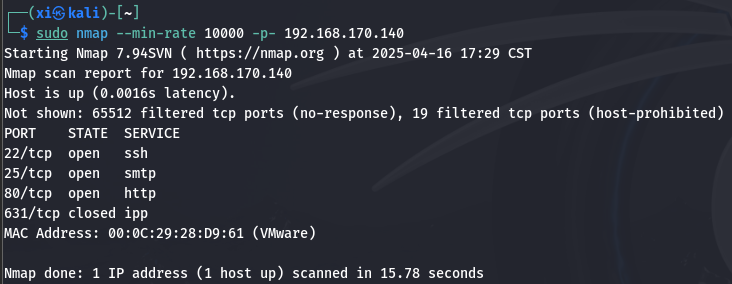 ┌──(xi㉿kali)-[~]
└─$ sudo nmap --min-rate 10000 -p- 192.168.170.140
Starting Nmap 7.94SVN ( https://nmap.org ) at 2025-04-16 17:29 CST
Nmap scan report for 192.168.170.140
Host is up (0.0016s latency).
Not shown: 65512 filtered tcp ports (no-response), 19 filtered tcp ports (host-prohibited)
PORT    STATE  SERVICE
22/tcp  open   ssh
25/tcp  open   smtp
80/tcp  open   http
631/tcp closed ipp
MAC Address: 00:0C:29:28:D9:61 (VMware)

Nmap done: 1 IP address (1 host up) scanned in 15.78 seconds